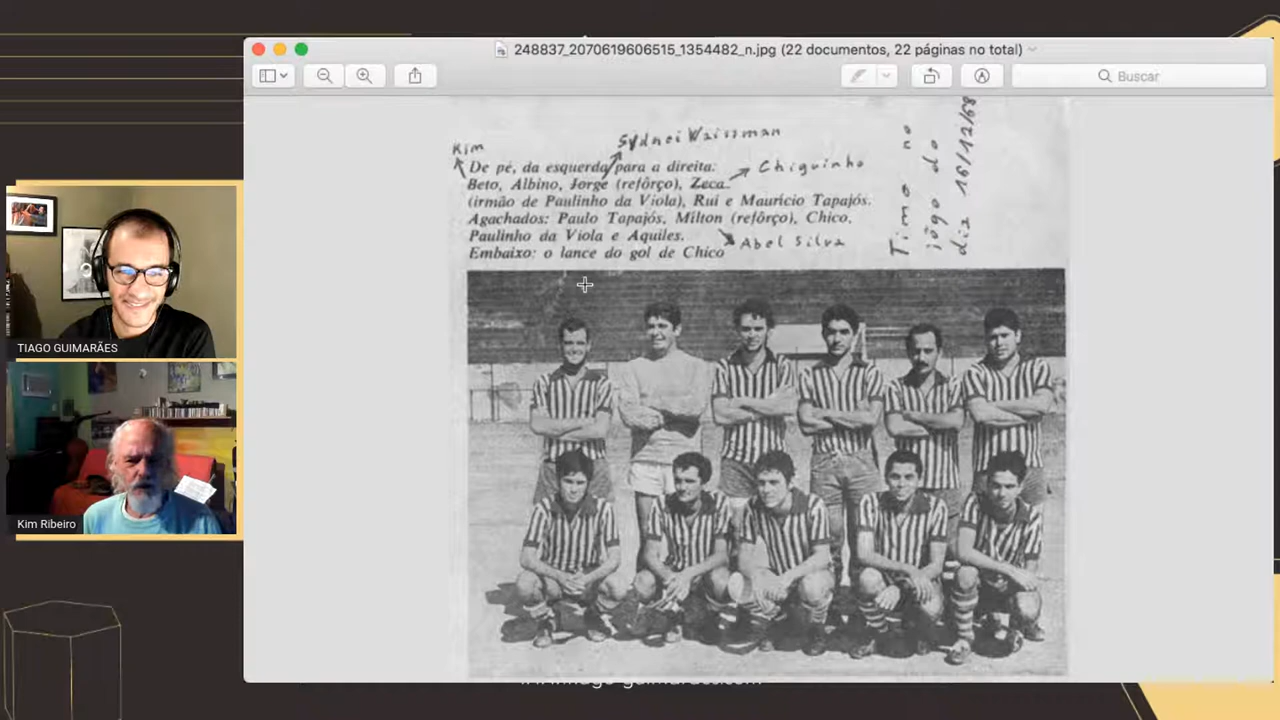 248837_2070619606515_1354482_n.jpg (22 documentos, 22 páginas no total)
Buscar
Kim
Sydnei Waissman
De pé, da esquerda para a direita:
Chiguinho
Beto, Albino, Jorge (refôrço), Zeca.
(irmão de Paulinho da Viola), Rui e Maurício Tapajós.
Agachados: Paulo Tapajós, Milton (refôrço), Chico,
Paulinho da Viola e Aquiles.
Abel Silva
Embaixo: o lance do gol de Chico
Time no
jôgo do
dia 16/12/68
TIAGO GUIMARÃES
Kim Ribeiro